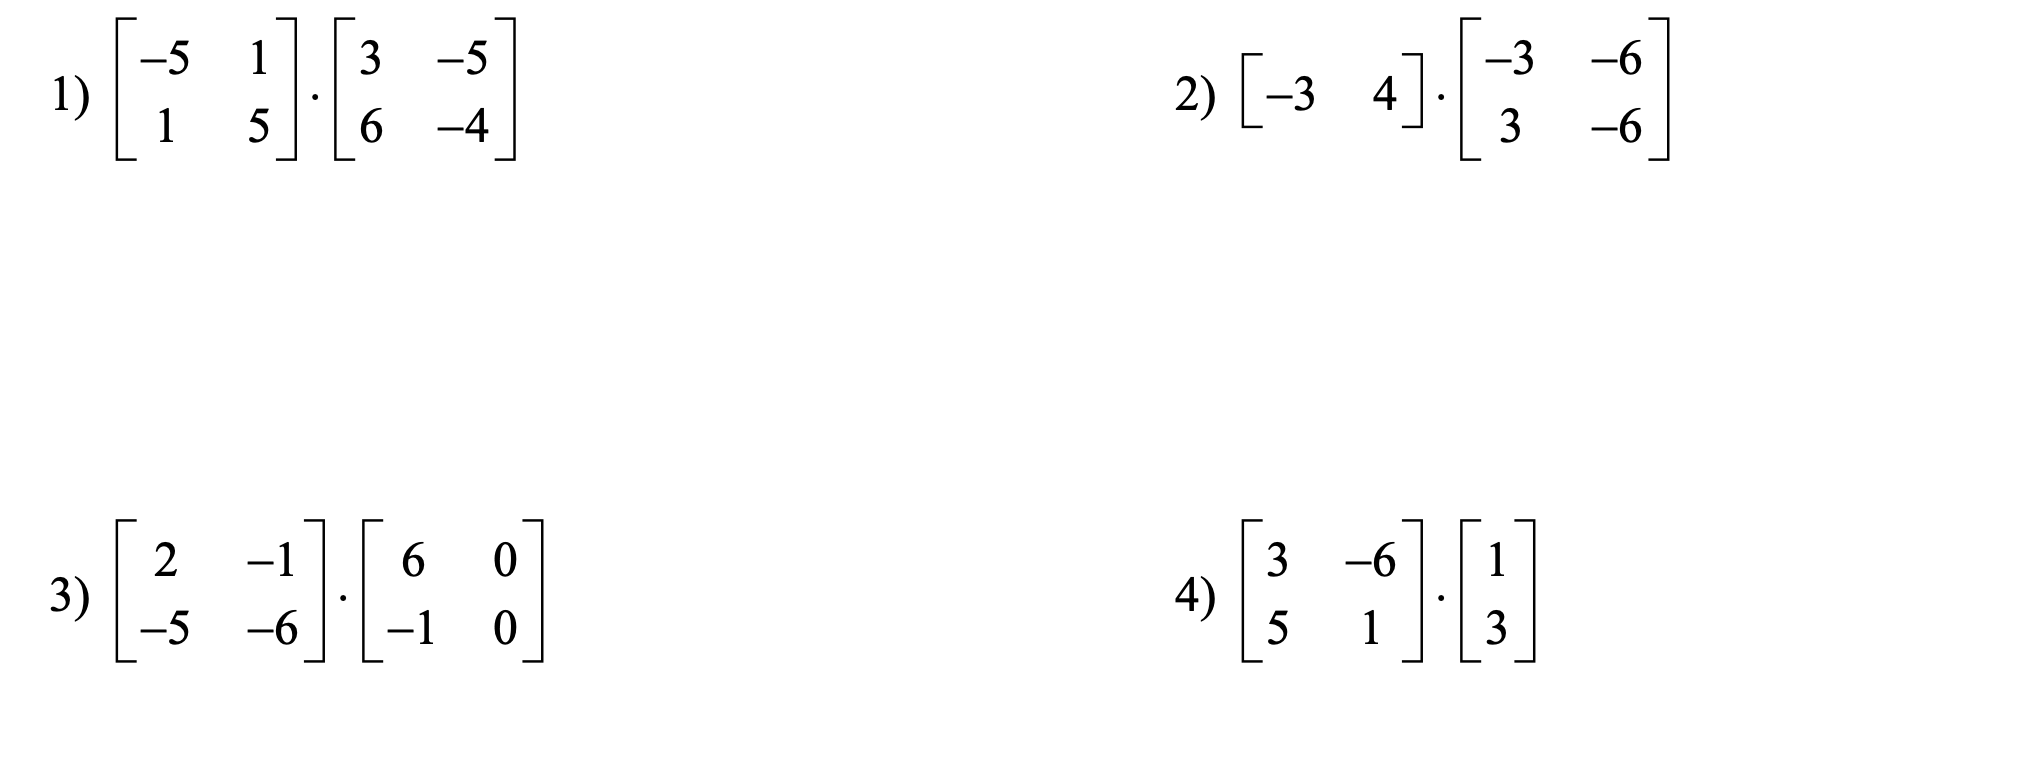 1) [−5 1; 1 5] · [3 −5; 6 −4]
2) [−3 4] · [−3 −6; 3 −6]
3) [2 −1; −5 −6] · [6 0; −1 0]
4) [3 −6; 5 1] · [1; 3]